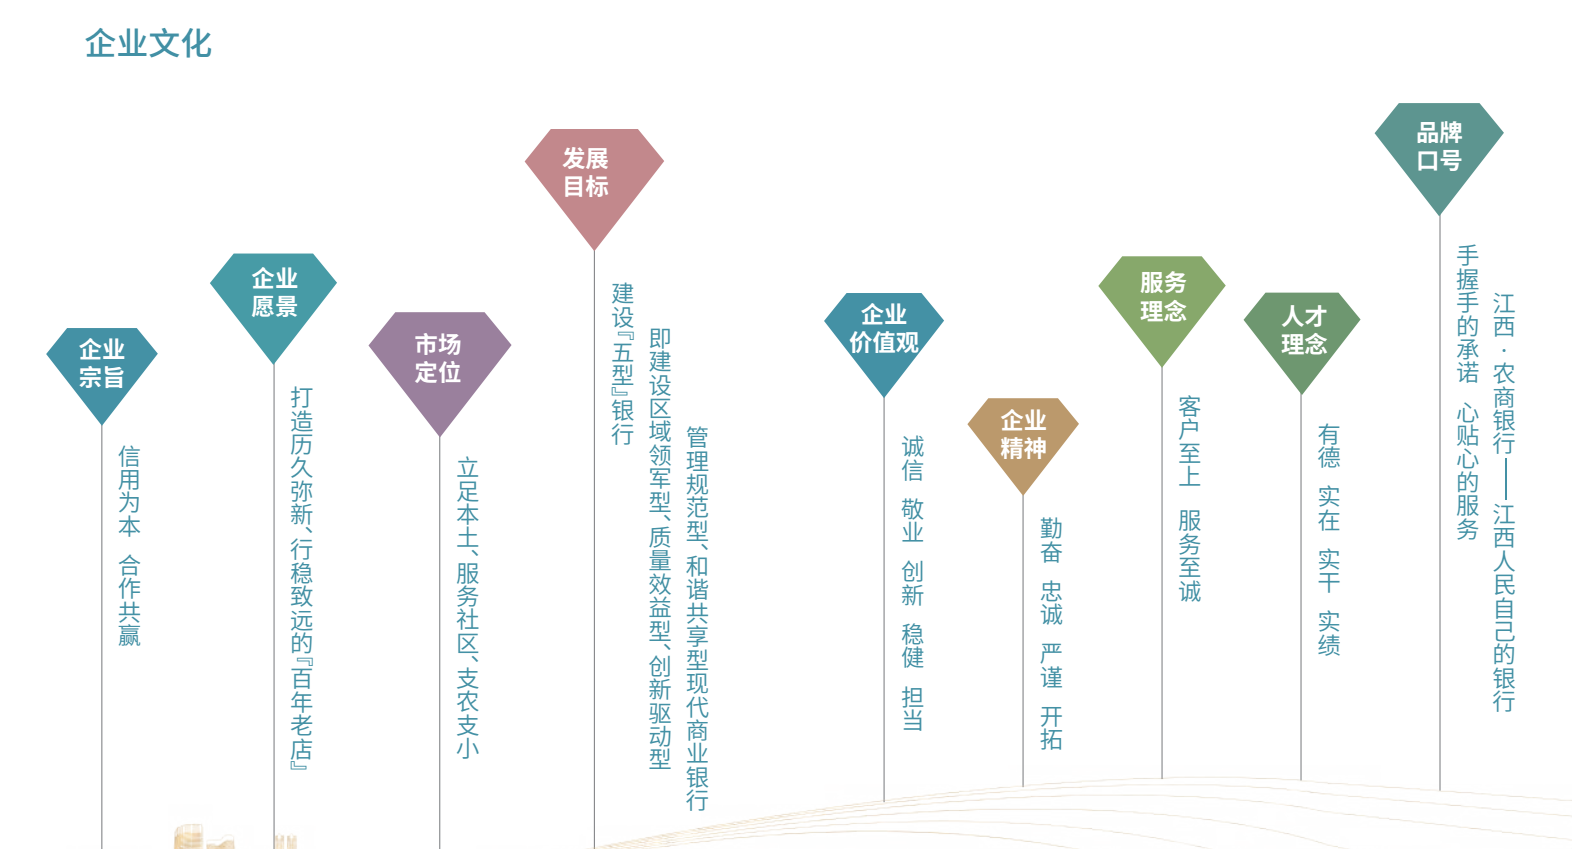 企业文化
企业
宗旨
信用为本 合作共赢
企业
愿景
打造历久弥新、行稳致远的『百年老店』
市场
定位
立足本土、服务社区、支农支小
发展
目标
建设『五型』银行
即建设区域领军型、质量效益型、创新驱动型
管理规范型、和谐共享型现代商业银行
企业
价值观
诚信 敬业 创新 稳健 担当
企业
精神
勤奋 忠诚 严谨 开拓
服务
理念
客户至上 服务至诚
人才
理念
有德 实在 实干 实绩
品牌
口号
江西·农商银行——江西人民自己的银行
手握手的承诺 心贴心的服务